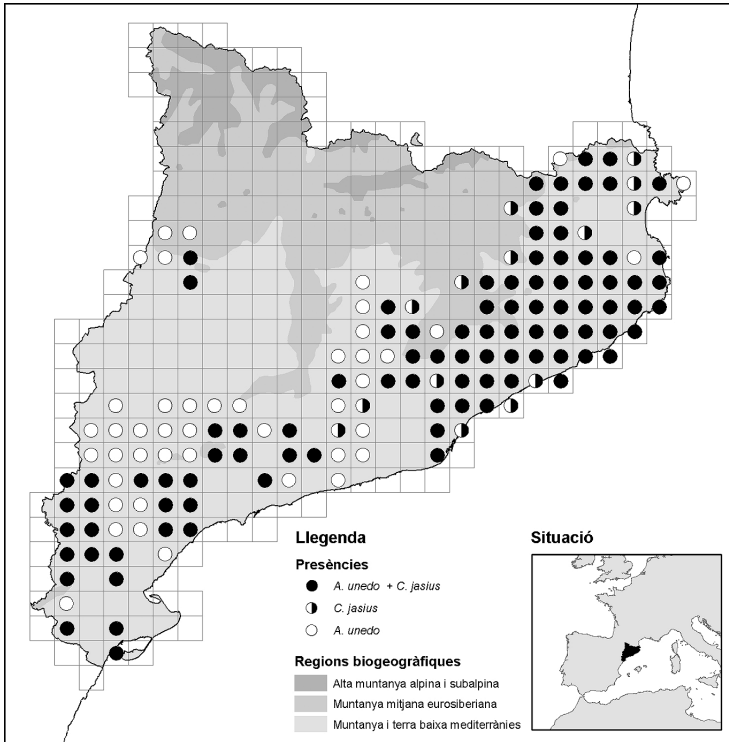 Llegenda
Presències
A. unedo + C. jasius
C. jasius
A. unedo
Regions biogeogràfiques
Alta muntanya alpina i subalpina
Muntanya mitjana eurosiberiana
Muntanya i terra baixa mediterrànies
Situació